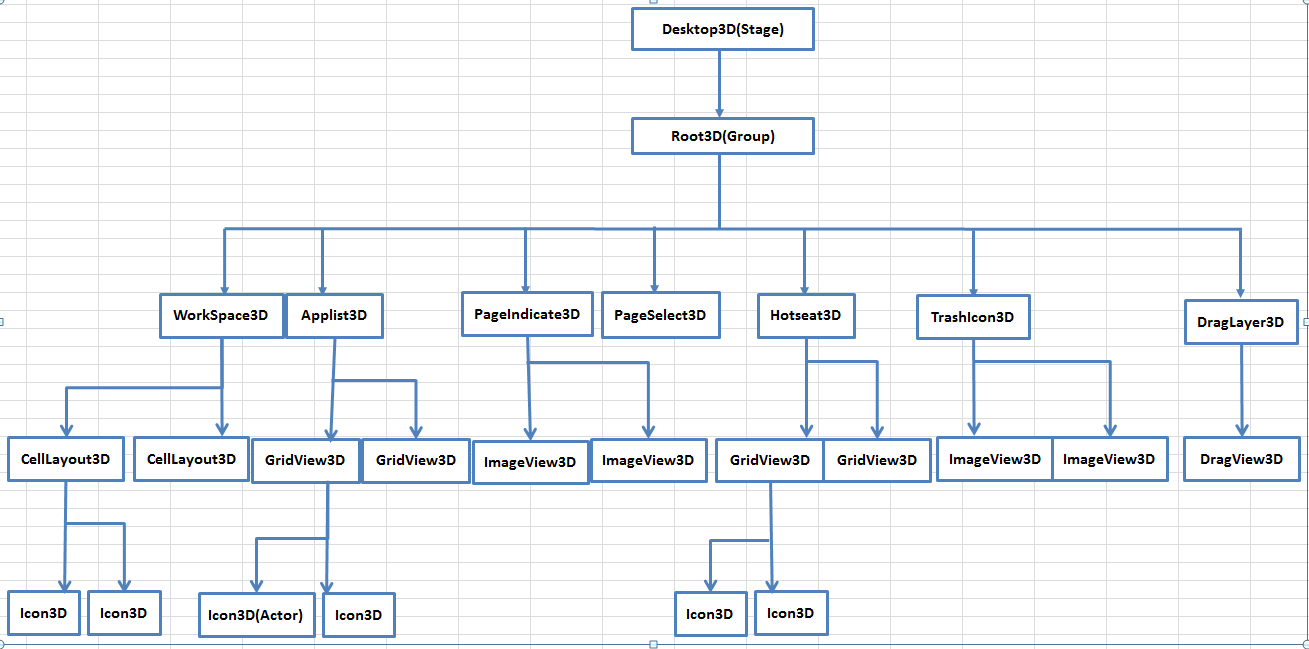 Desktop3D(Stage)
Root3D(Group)
WorkSpace3D
Applist3D
PageIndicate3D
PageSelect3D
Hotseat3D
TrashIcon3D
DragLayer3D
CellLayout3D
CellLayout3D
GridView3D
GridView3D
ImageView3D
ImageView3D
GridView3D
GridView3D
ImageView3D
ImageView3D
DragView3D
Icon3D
Icon3D
Icon3D(Actor)
Icon3D
Icon3D
Icon3D